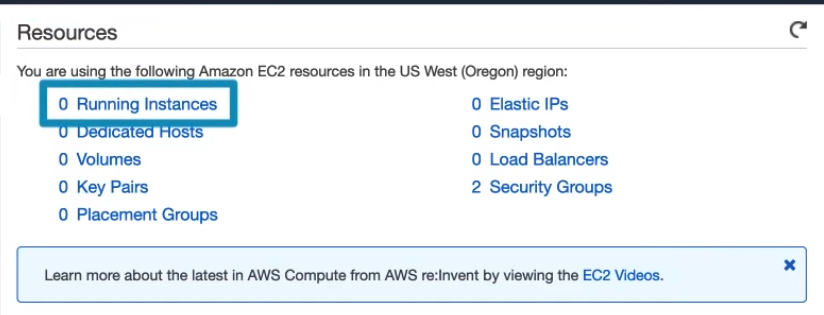 Resources
You are using the following Amazon EC2 resources in the US West (Oregon) region:
0 Running Instances
0 Dedicated Hosts
0 Volumes
0 Key Pairs
0 Placement Groups
0 Elastic IPs
0 Snapshots
0 Load Balancers
2 Security Groups
Learn more about the latest in AWS Compute from AWS re:Invent by viewing the EC2 Videos.